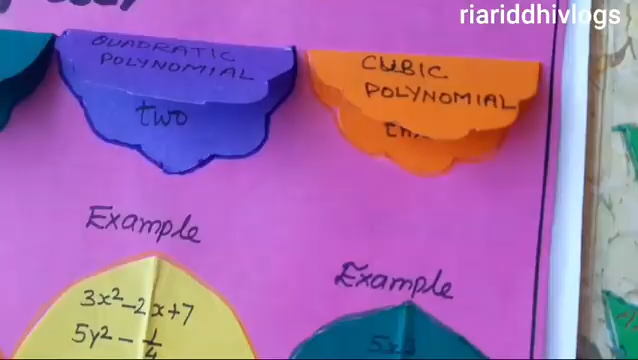 riariddhivlogs
QUADRATIC
POLYNOMIAL
two
CUBIC
POLYNOMIAL
Example
3x²-2x+7
5y²-1/4
Example